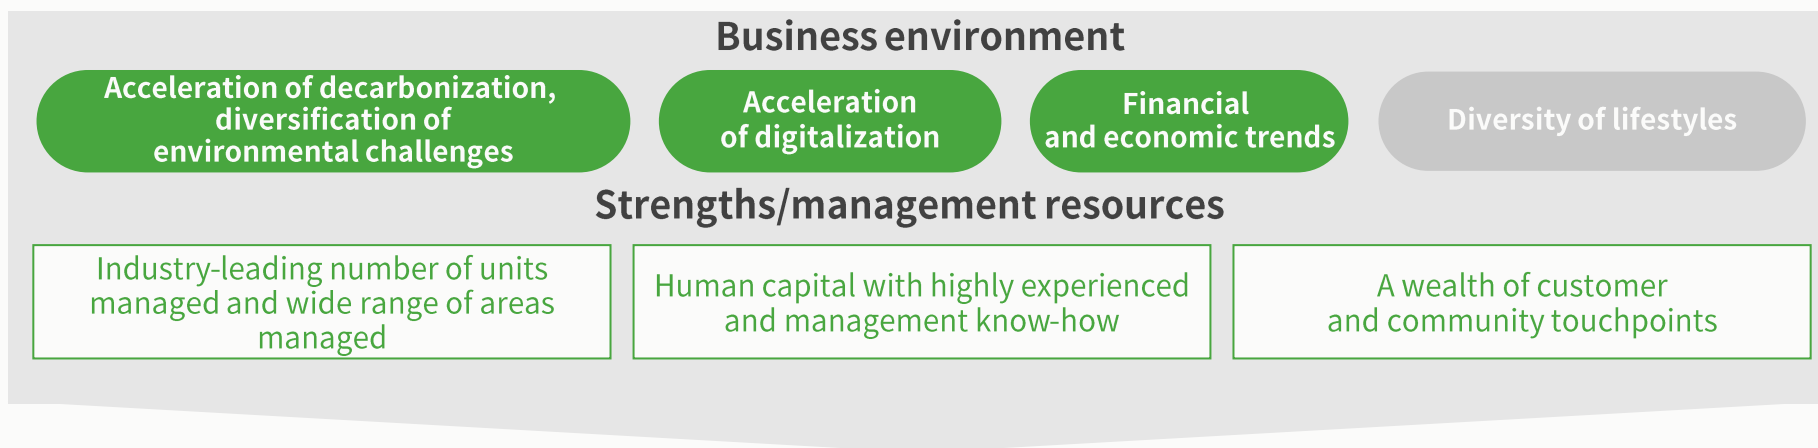 Business environment
Acceleration of decarbonization,
diversification of
environmental challenges
Acceleration
of digitalization
Financial
and economic trends
Diversity of lifestyles
Strengths/management resources
Industry-leading number of units
managed and wide range of areas
managed
Human capital with highly experienced
and management know-how
A wealth of customer
and community touchpoints